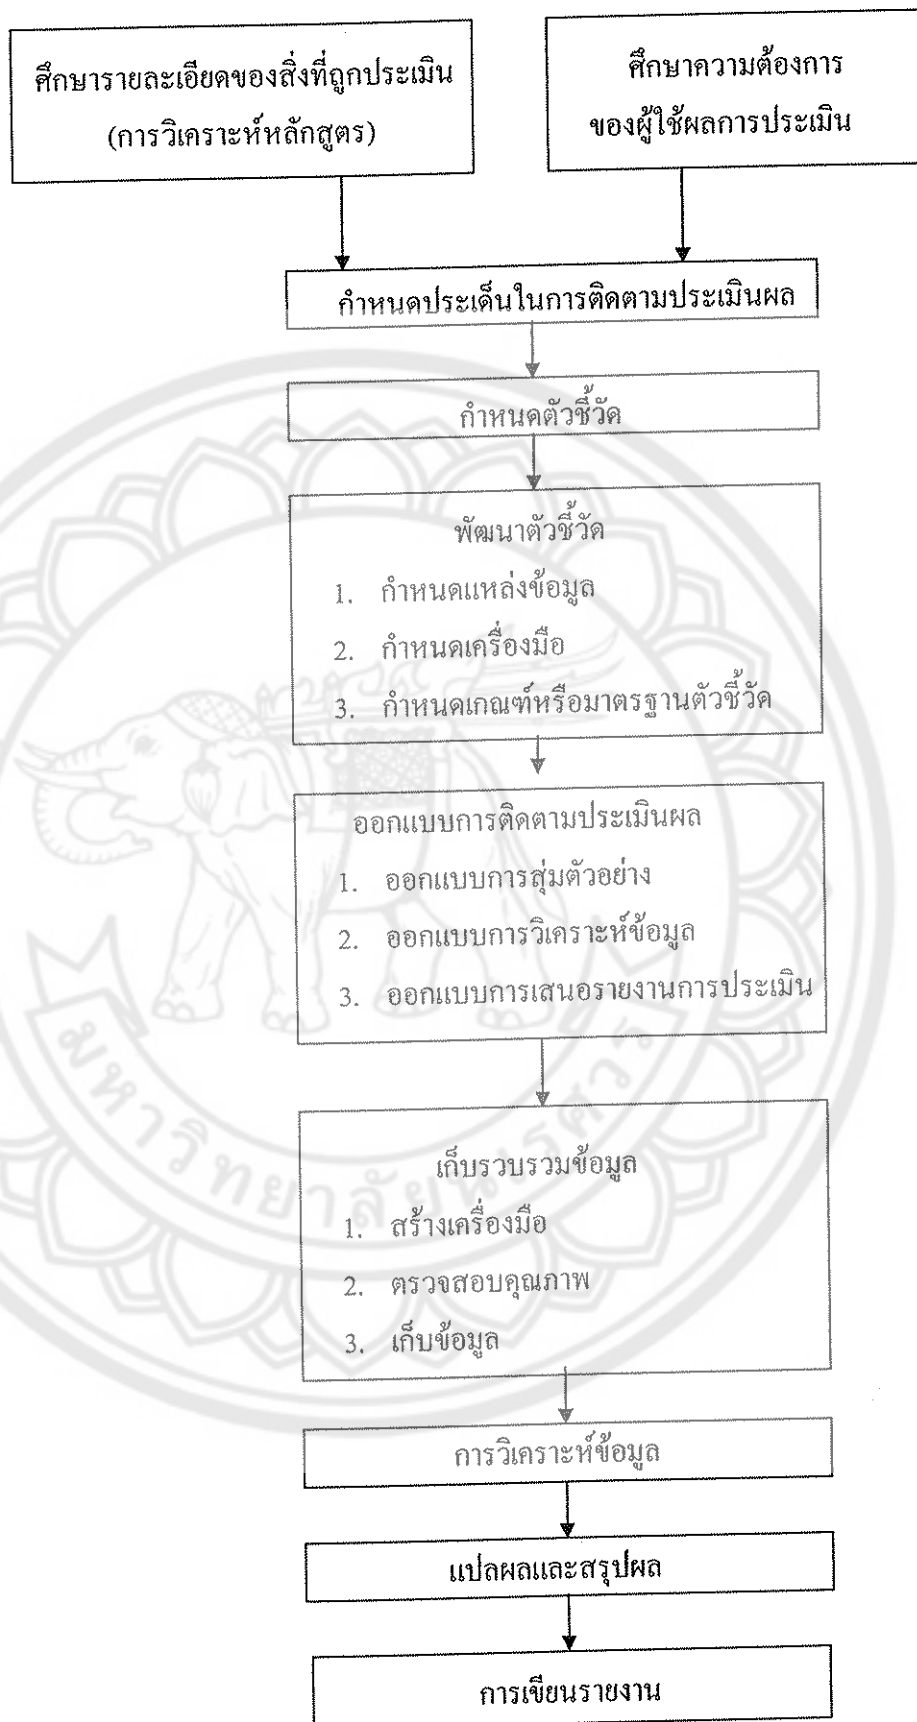 ศึกษารายละเอียดของสิ่งที่ถูกประเมิน
(การวิเคราะห์หลักสูตร)
ศึกษาความต้องการ
ของผู้ใช้ผลการประเมิน
กำหนดประเด็นในการติดตามประเมินผล
กำหนดตัวชี้วัด
พัฒนาตัวชี้วัด
1. กำหนดแหล่งข้อมูล
2. กำหนดเครื่องมือ
3. กำหนดเกณฑ์หรือมาตรฐานตัวชี้วัด
ออกแบบการติดตามประเมินผล
1. ออกแบบการสุ่มตัวอย่าง
2. ออกแบบการวิเคราะห์ข้อมูล
3. ออกแบบการเสนอรายงานการประเมิน
มหาวิทยาลัยนเรศวร
เก็บรวบรวมข้อมูล
1. สร้างเครื่องมือ
2. ตรวจสอบคุณภาพ
3. เก็บข้อมูล
การวิเคราะห์ข้อมูล
แปลผลและสรุปผล
การเขียนรายงาน